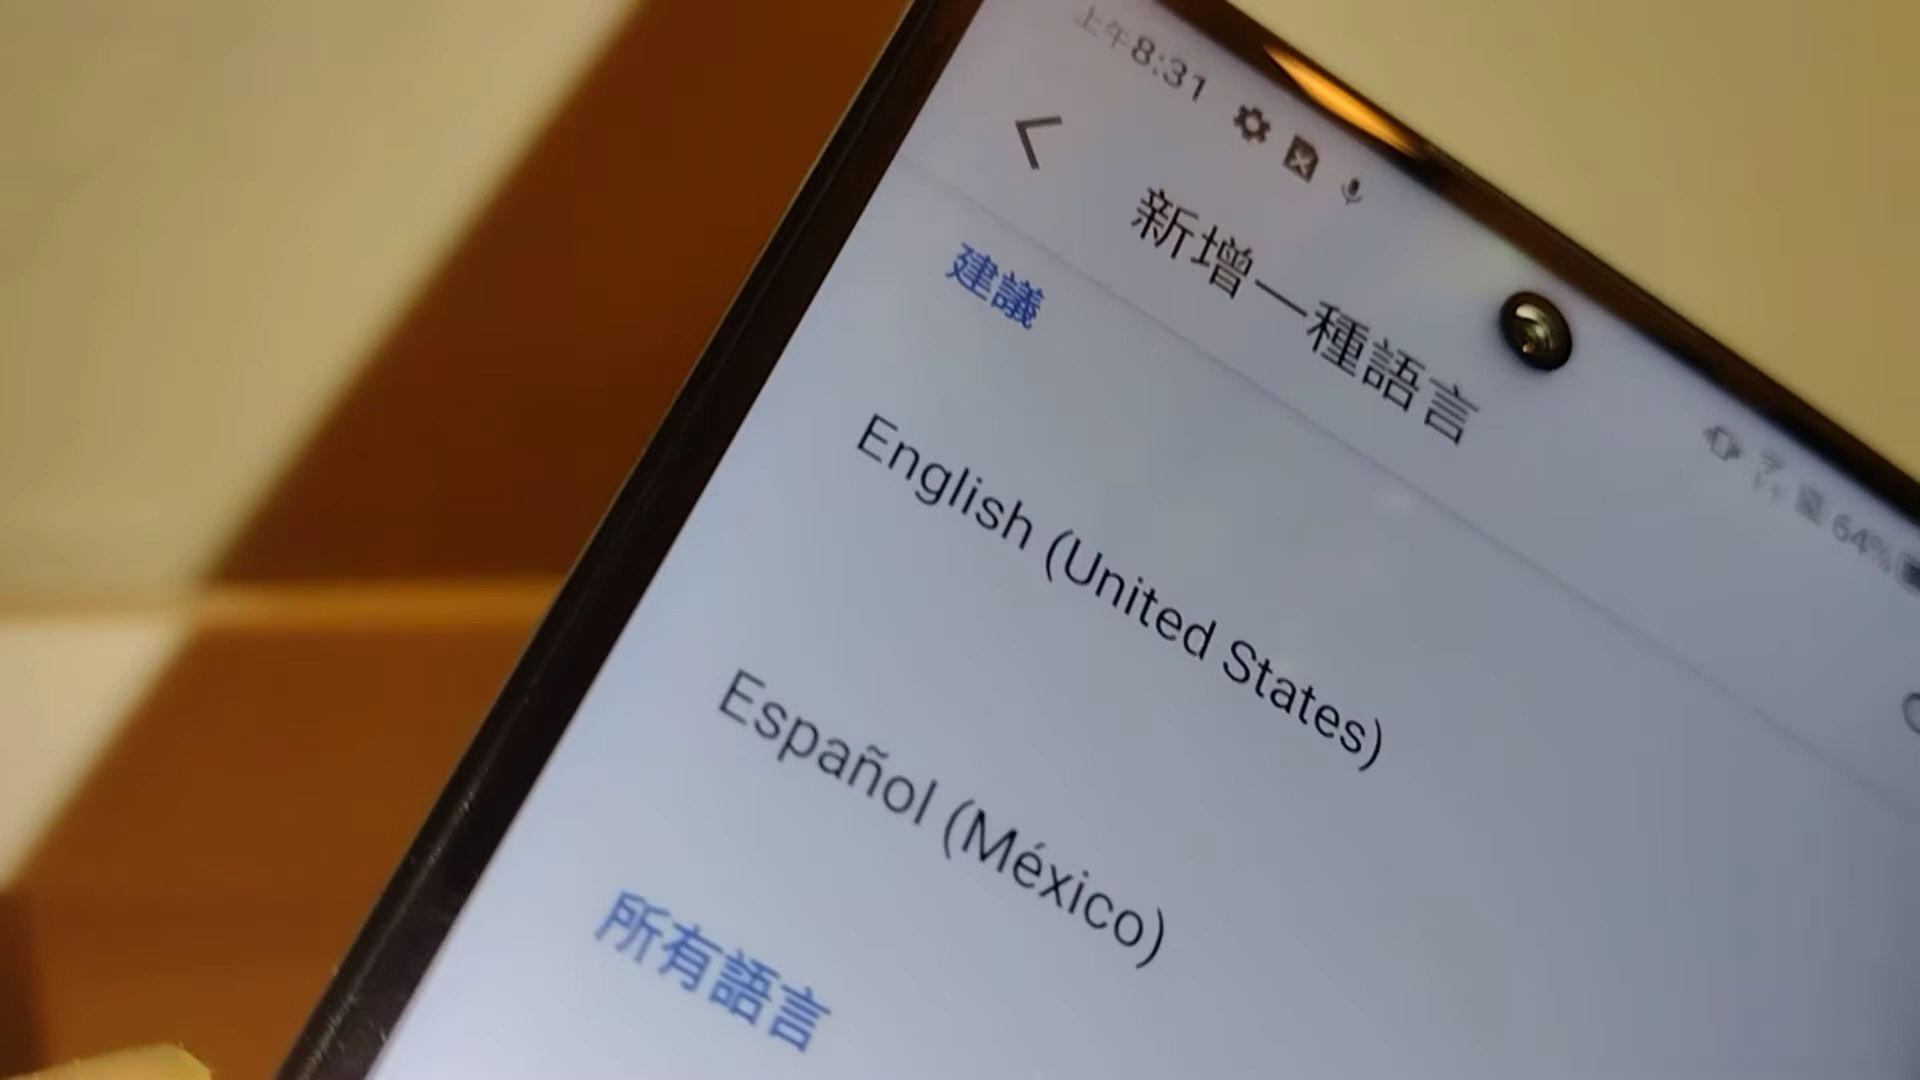 上午8:31
64%
新增一種語言
建議
English (United States)
Español (México)
所有語言